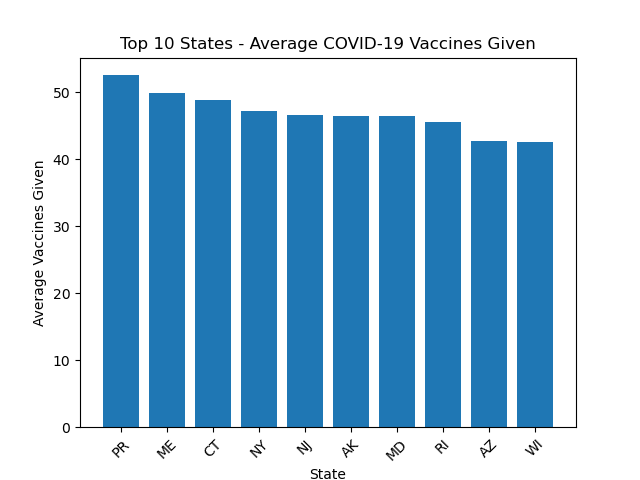 Top 10 States - Average COVID-19 Vaccines Given
Average Vaccines Given
50
40
30
20
10
0
PR ME CT NY NJ AK MD RI AZ WI
State